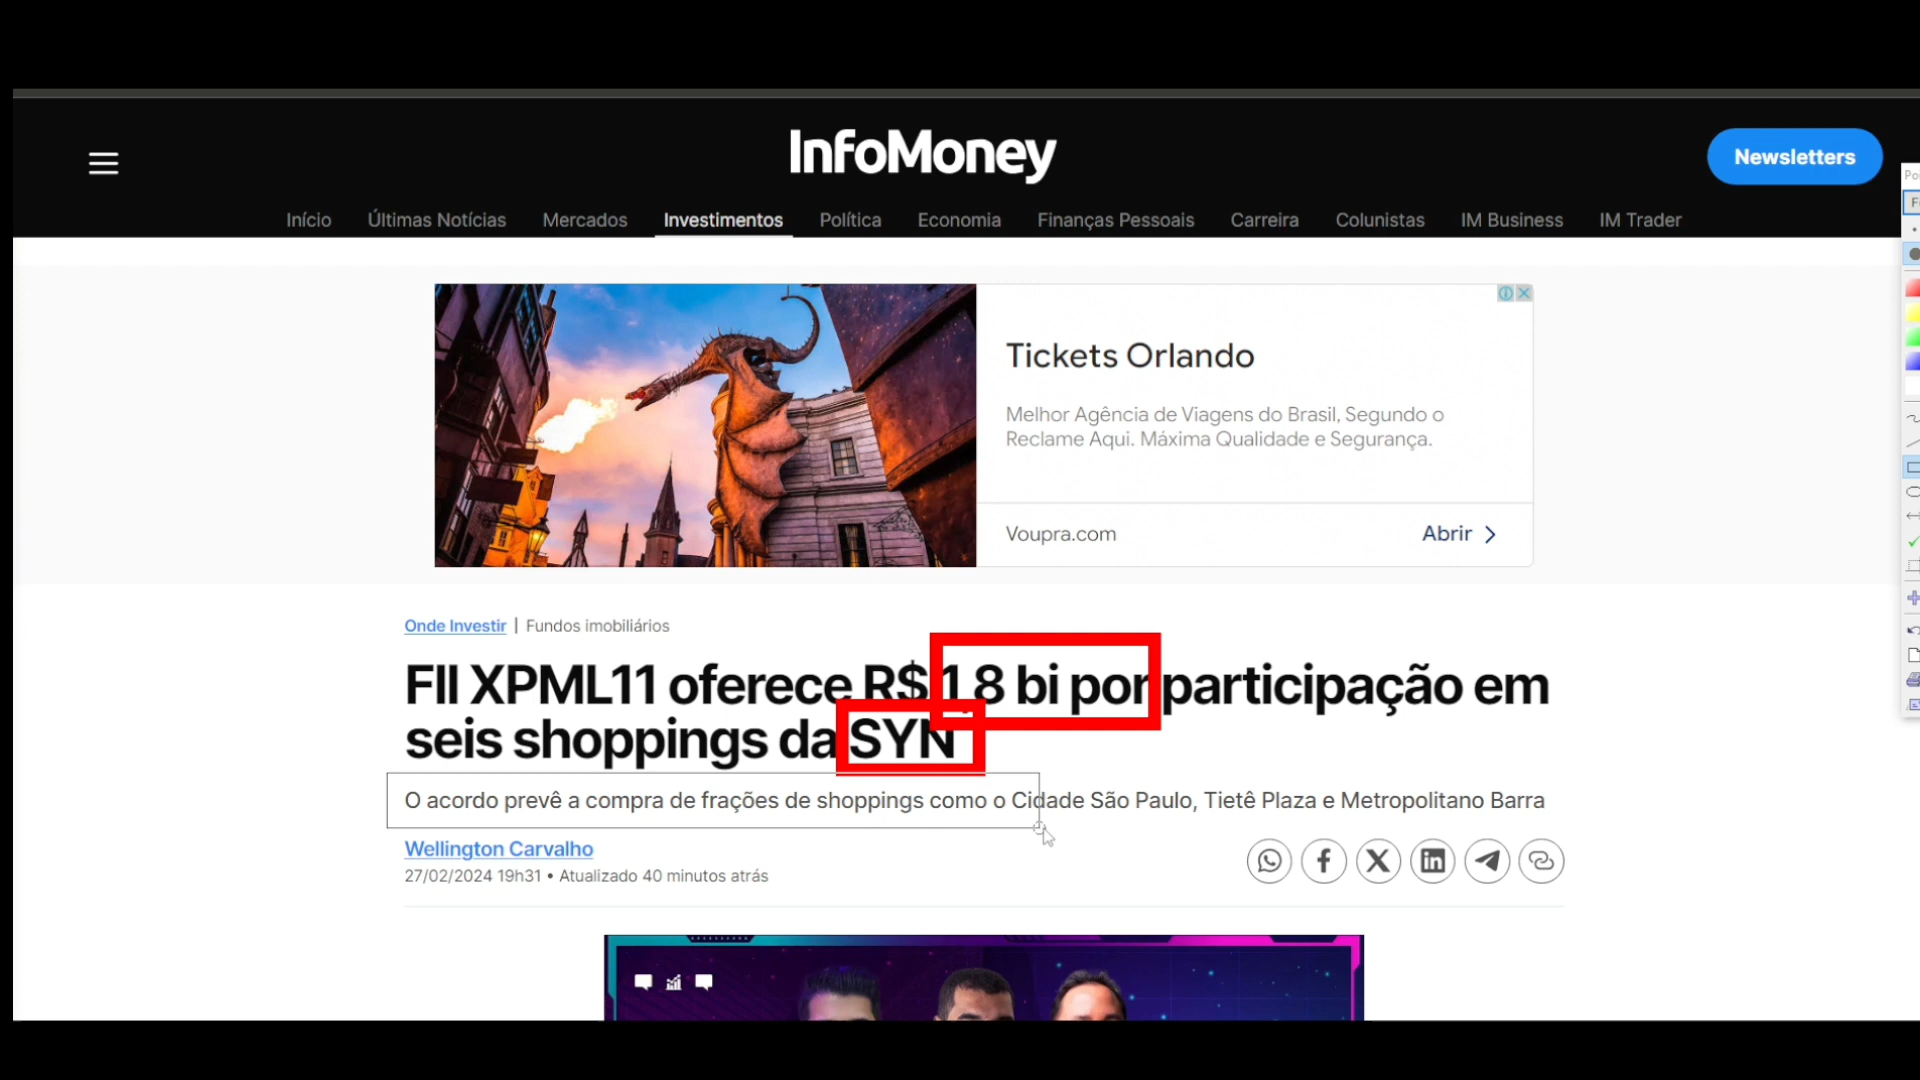 InfoMoney
Newsletters
Início Últimas Notícias Mercados Investimentos Política Economia Finanças Pessoais Carreira Colunistas IM Business IM Trader
Tickets Orlando
Melhor Agência de Viagens do Brasil, Segundo o
Reclame Aqui. Máxima Qualidade e Segurança.
Voupra.com
Abrir
Onde Investir | Fundos imobiliários
FII XPML11 oferece R$ 1,8 bi por participação em
seis shoppings da SYN
O acordo prevê a compra de frações de shoppings como o Cidade São Paulo, Tietê Plaza e Metropolitano Barra
Wellington Carvalho
27/02/2024 19h31 • Atualizado 40 minutos atrás